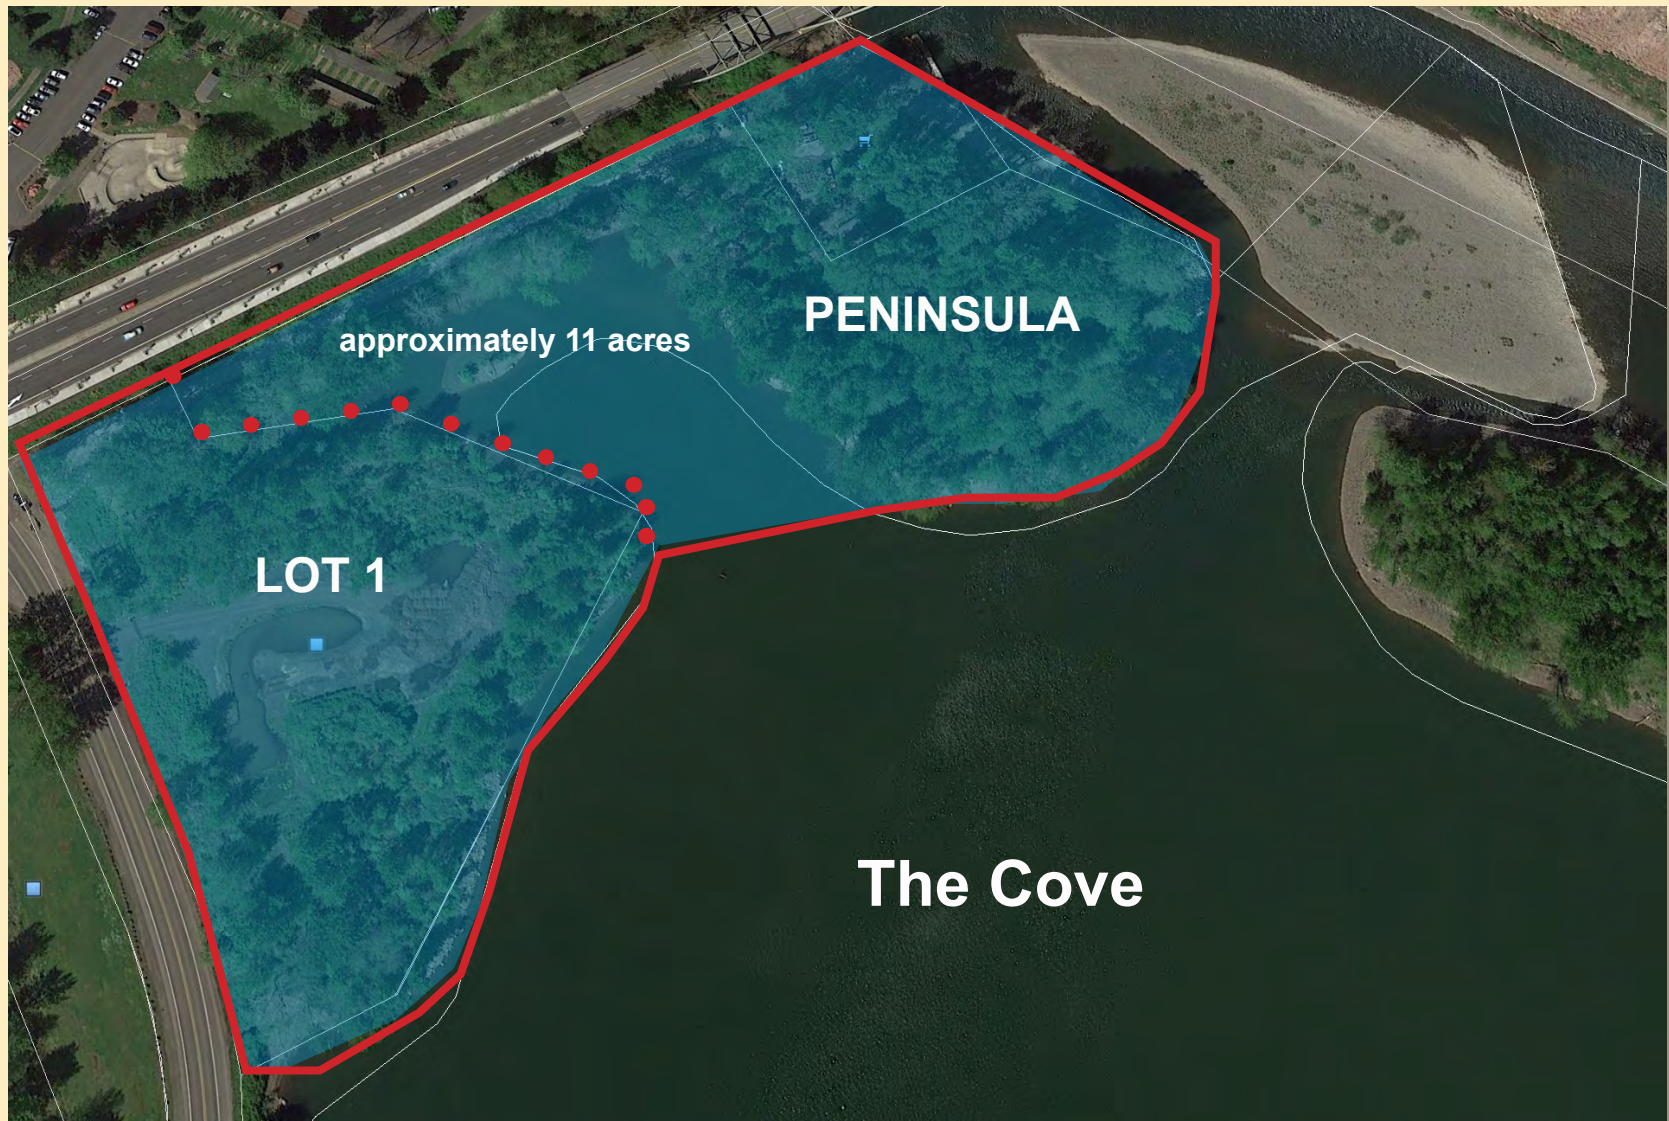 PENINSULA
approximately 11 acres
LOT 1
The Cove